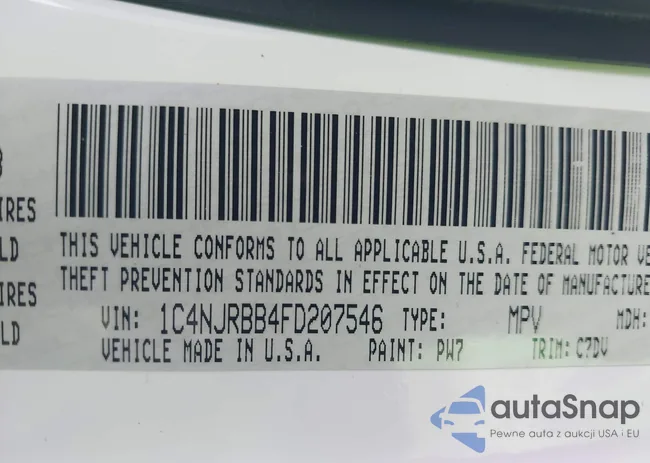 IRES
LD
IRES
LD
THIS VEHICLE CONFORMS TO ALL APPLICABLE U.S.A. FEDERAL MOTOR VE
THEFT PREVENTION STANDARDS IN EFFECT ON THE DATE OF MANUFACTURE
VIN: 1C4NJRBB4FD207546 TYPE: MPV MDH:
VEHICLE MADE IN U.S.A. PAINT: PW7 TRIM: C7DV
autaSnap
Pewne auta z aukcji USA i EU